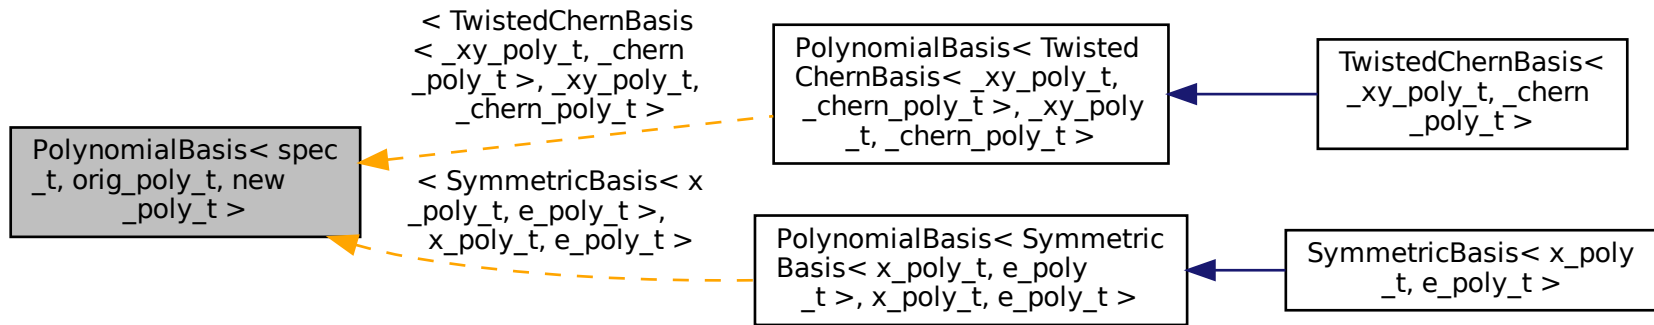 PolynomialBasis< spec
_t, orig_poly_t, new
_poly_t >
< TwistedChernBasis
< _xy_poly_t, _chern
_poly_t >, _xy_poly_t,
_chern_poly_t >
< SymmetricBasis< x
_poly_t, e_poly_t >,
x_poly_t, e_poly_t >
PolynomialBasis< Twisted
ChernBasis< _xy_poly_t,
_chern_poly_t >, _xy_poly
_t, _chern_poly_t >
PolynomialBasis< Symmetric
Basis< x_poly_t, e_poly
_t >, x_poly_t, e_poly_t >
TwistedChernBasis<
_xy_poly_t, _chern
_poly_t >
SymmetricBasis< x_poly
_t, e_poly_t >